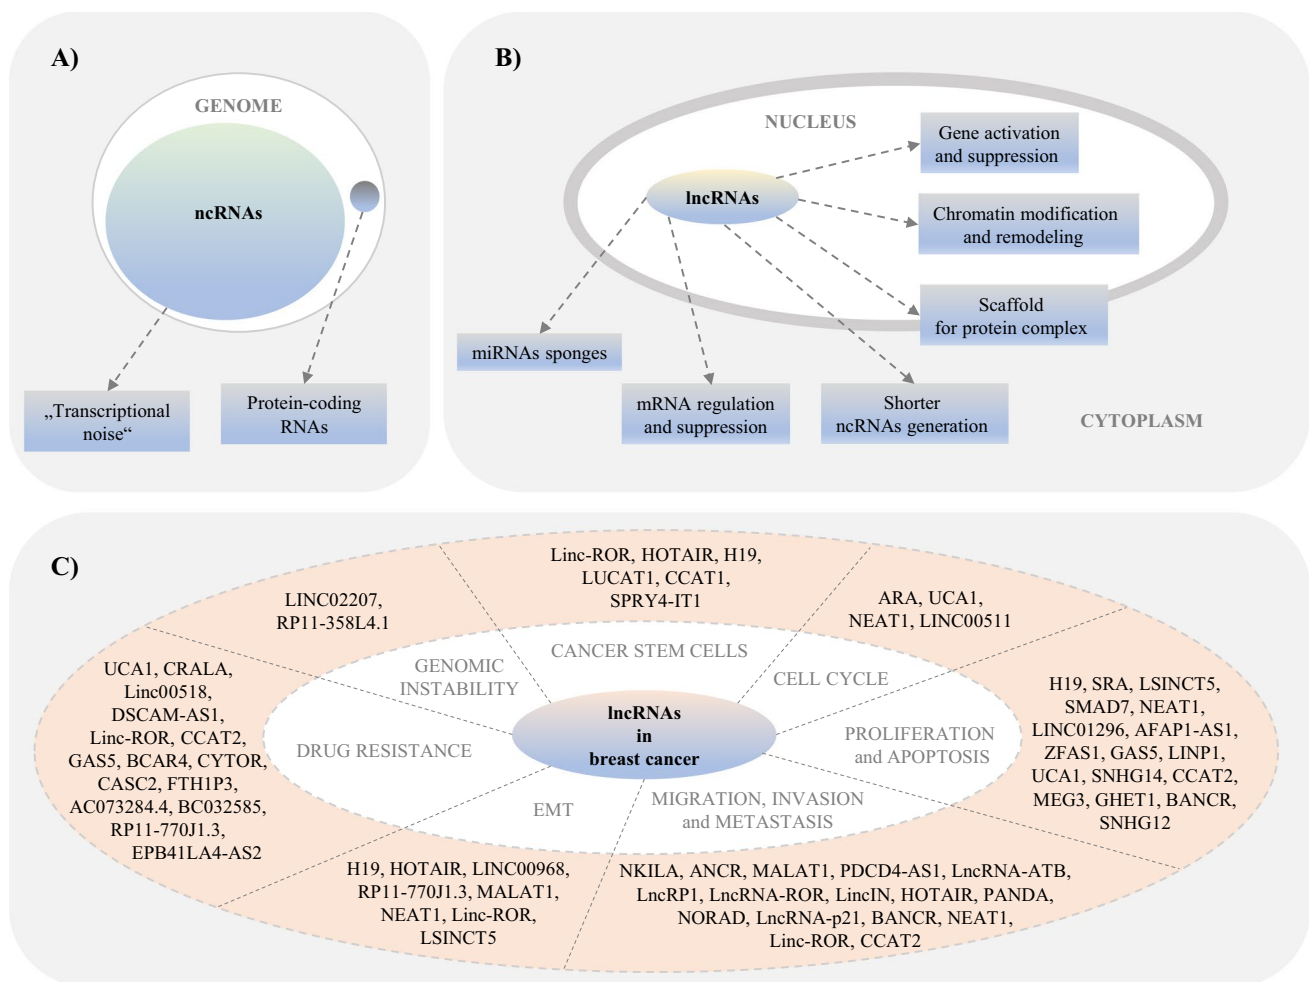 A)
GENOME
ncRNAs
„Transcriptional
noise“
Protein-coding
RNAs
B)
NUCLEUS
lncRNAs
Gene activation
and suppression
Chromatin modification
and remodeling
Scaffold
for protein complex
miRNAs sponges
mRNA regulation
and suppression
Shorter
ncRNAs generation
CYTOPLASM
C)
LINC02207,
RP11-358L4.1
Linc-ROR, HOTAIR, H19,
LUCAT1, CCAT1,
SPRY4-IT1
ARA, UCA1,
NEAT1, LINC00511
GENOMIC
INSTABILITY
CANCER STEM CELLS
CELL CYCLE
UCA1, CRALA,
Linc00518,
DSCAM-AS1,
Linc-ROR, CCAT2,
GAS5, BCAR4, CYTOR,
CASC2, FTH1P3,
AC073284.4, BC032585,
RP11-770J1.3,
EPB41LA4-AS2
DRUG RESISTANCE
lncRNAs
in
breast cancer
PROLIFERATION
and APOPTOSIS
H19, SRA, LSINCT5,
SMAD7, NEAT1,
LINC01296, AFAP1-AS1,
ZFAS1, GAS5, LINP1,
UCA1, SNHG14, CCAT2,
MEG3, GHET1, BANCR,
SNHG12
EMT
MIGRATION, INVASION
and METASTASIS
H19, HOTAIR, LINC00968,
RP11-770J1.3, MALAT1,
NEAT1, Linc-ROR,
LSINCT5
NKILA, ANCR, MALAT1, PDCD4-AS1, LncRNA-ATB,
LncRP1, LncRNA-ROR, LincIN, HOTAIR, PANDA,
NORAD, LncRNA-p21, BANCR, NEAT1,
Linc-ROR, CCAT2